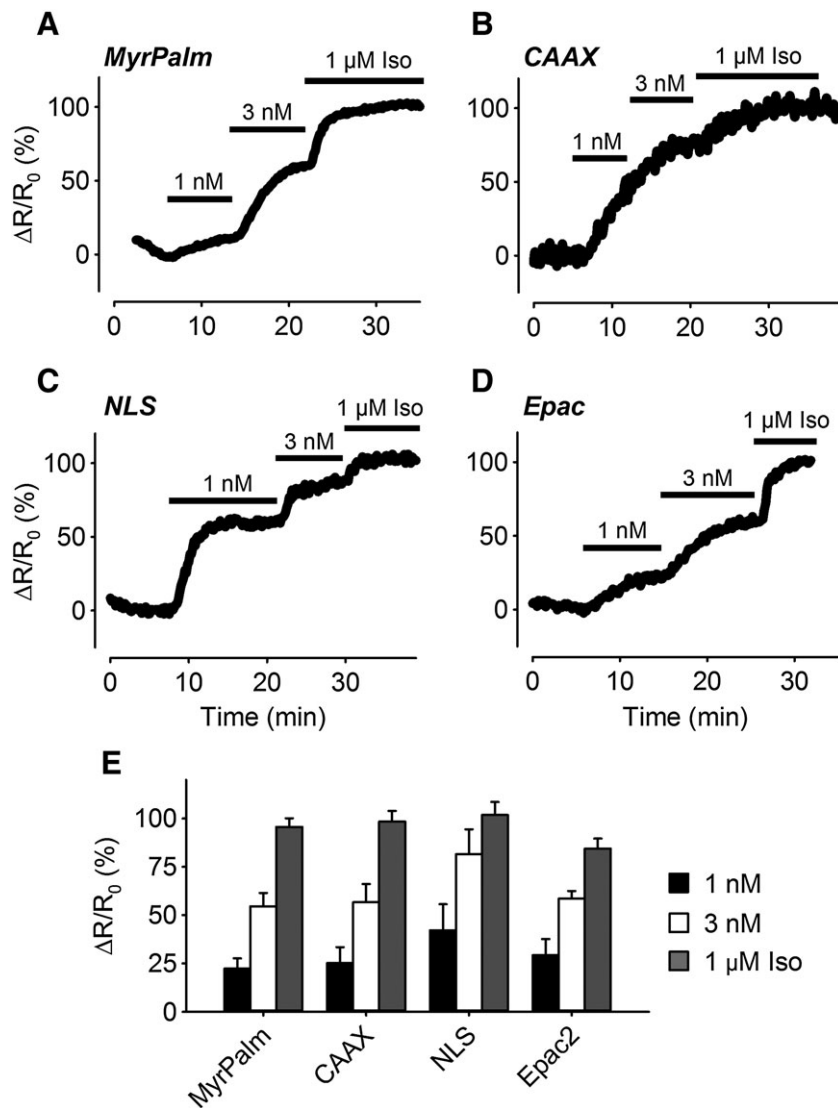 A
MyrPalm
1 µM Iso
3 nM
1 nM
100
50
0
ΔR/R0 (%)
0 10 20 30
B
CAAX
1 µM Iso
3 nM
1 nM
100
50
0
0 10 20 30
C
NLS
1 µM Iso
3 nM
1 nM
100
50
0
ΔR/R0 (%)
0 10 20 30
Time (min)
D
Epac
1 µM Iso
3 nM
1 nM
100
50
0
0 10 20 30
Time (min)
E
100
75
50
25
0
ΔR/R0 (%)
MyrPalm
CAAX
NLS
Epac2
1 nM
3 nM
1 µM Iso